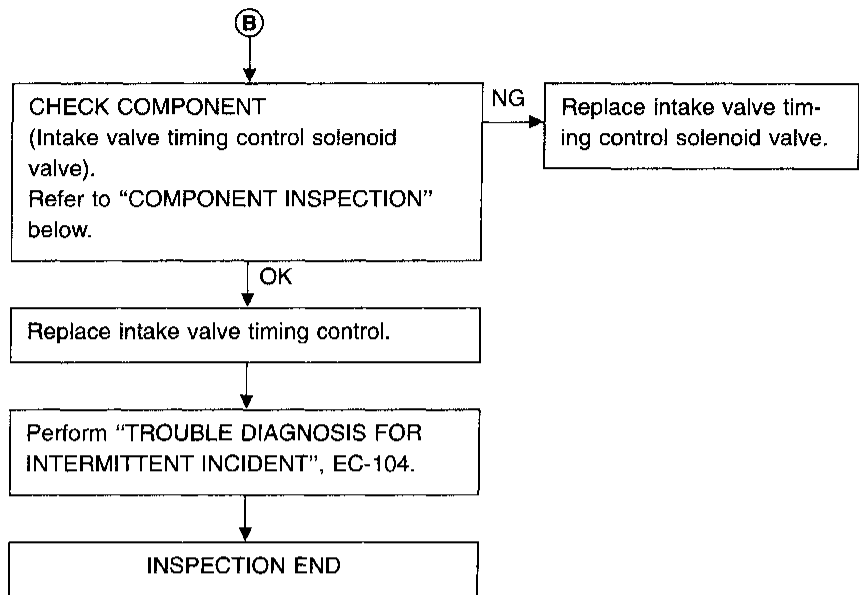 B
CHECK COMPONENT
(Intake valve timing control solenoid
valve).
Refer to “COMPONENT INSPECTION”
below.
NG
Replace intake valve tim-
ing control solenoid valve.
OK
Replace intake valve timing control.
Perform “TROUBLE DIAGNOSIS FOR
INTERMITTENT INCIDENT”, EC-104.
INSPECTION END